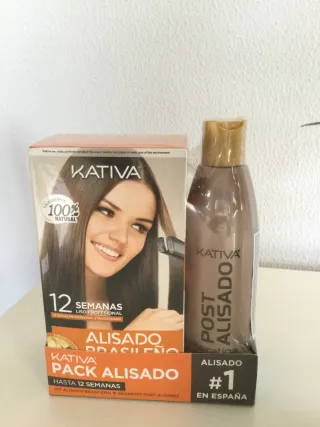 KATIVA
100%
NATURAL
12 SEMANAS
LISO PROFESIONAL
ALISADO
BRASILEÑO
KATIVA
POST
ALISADO
KATIVA
PACK ALISADO
HASTA 12 SEMANAS
ALISADO
#1
EN ESPAÑA